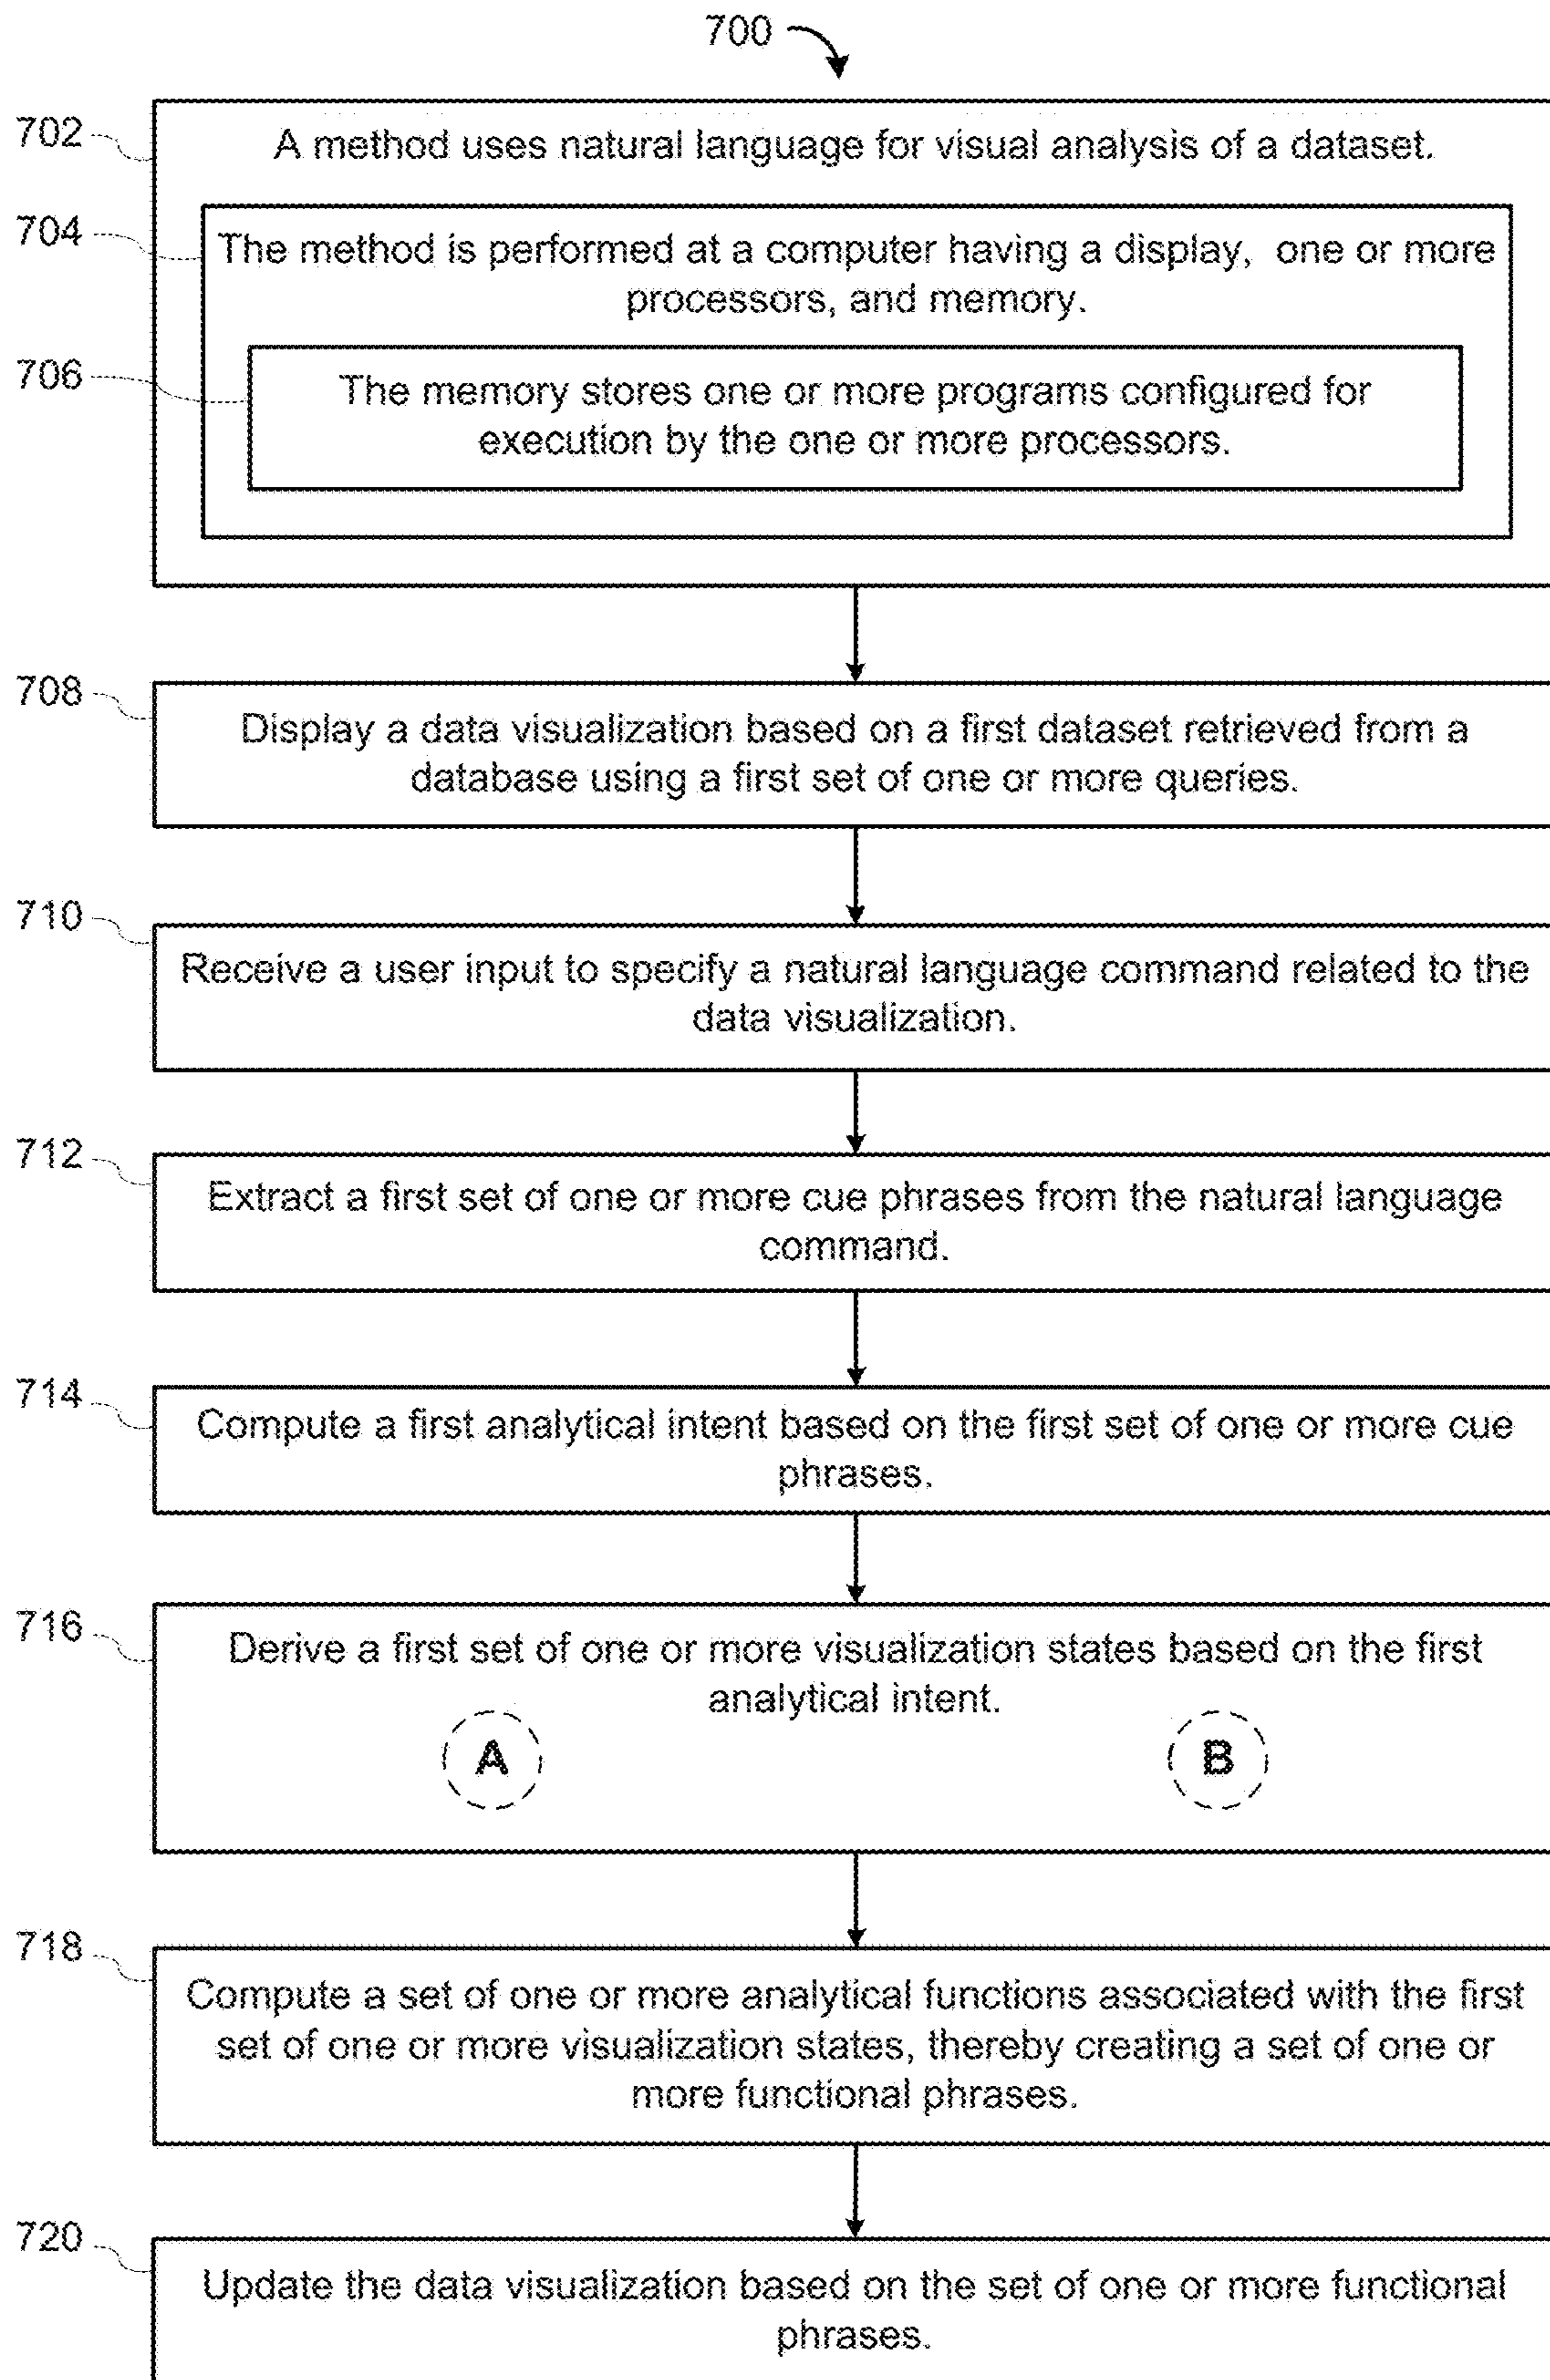 700
702
A method uses natural language for visual analysis of a dataset.
704
The method is performed at a computer having a display, one or more
processors, and memory.
706
The memory stores one or more programs configured for
execution by the one or more processors.
708
Display a data visualization based on a first dataset retrieved from a
database using a first set of one or more queries.
710
Receive a user input to specify a natural language command related to the
data visualization.
712
Extract a first set of one or more cue phrases from the natural language
command.
714
Compute a first analytical intent based on the first set of one or more cue
phrases.
716
Derive a first set of one or more visualization states based on the first
analytical intent.
A
B
718
Compute a set of one or more analytical functions associated with the first
set of one or more visualization states, thereby creating a set of one or
more functional phrases.
720
Update the data visualization based on the set of one or more functional
phrases.